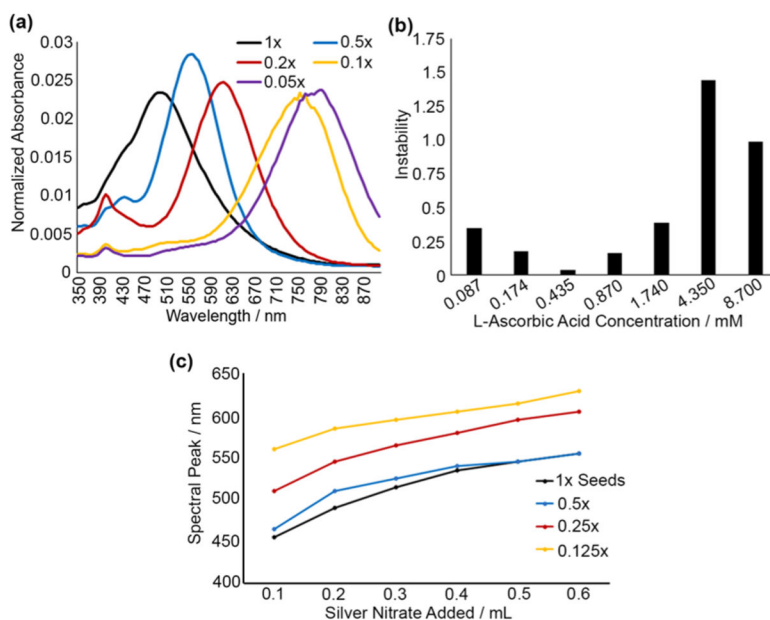 (a)
0.03
0.025
0.02
0.015
0.01
0.005
0
Normalized Absorbance
1x
0.5x
0.2x
0.1x
0.05x
350
390
430
470
510
550
590
630
670
710
750
790
830
870
Wavelength / nm
(b)
1.75
1.5
1.25
1.0
0.75
0.5
0.25
0
Instability
0.087
0.174
0.435
0.870
1.740
4.350
8.700
L-Ascorbic Acid Concentration / mM
(c)
650
600
550
500
450
400
Spectral Peak / nm
1x Seeds
0.5x
0.25x
0.125x
0.1
0.2
0.3
0.4
0.5
0.6
Silver Nitrate Added / mL